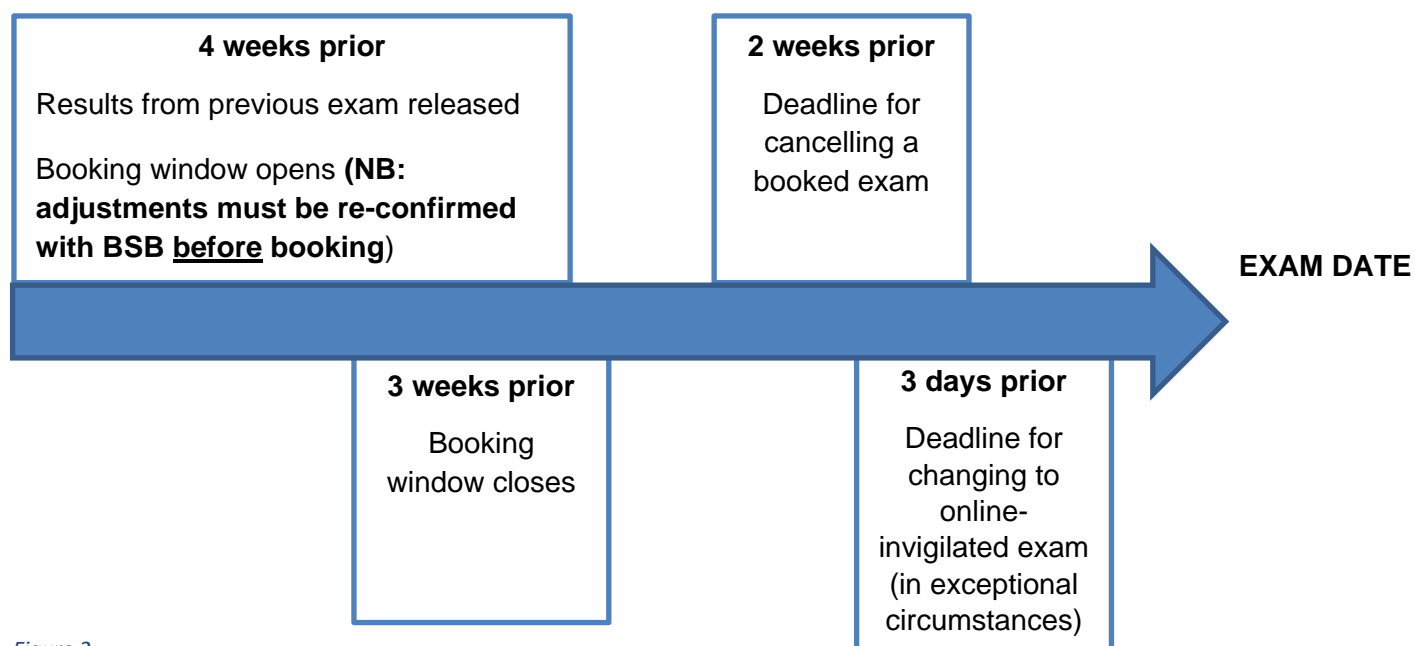 4 weeks prior
Results from previous exam released
Booking window opens (NB:
adjustments must be re-confirmed
with BSB before booking)
2 weeks prior
Deadline for
cancelling a
booked exam
EXAM DATE
3 weeks prior
Booking
window closes
3 days prior
Deadline for
changing to
online-
invigilated exam
(in exceptional
circumstances)